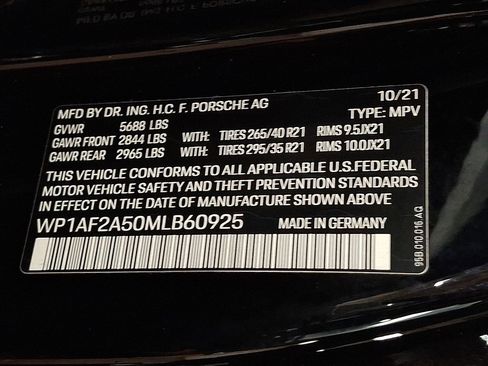 10/21
MFD BY DR. ING. H.C. F. PORSCHE AG TYPE: MPV
GVWR 5688 LBS
GAWR FRONT 2844 LBS WITH: TIRES 265/40 R21 RIMS 9.5JX21
GAWR REAR 2965 LBS WITH: TIRES 295/35 R21 RIMS 10.0JX21
THIS VEHICLE CONFORMS TO ALL APPLICABLE U.S.FEDERAL
MOTOR VEHICLE SAFETY AND THEFT PREVENTION STANDARDS
IN EFFECT ON THE DATE OF MANUFACTURE SHOWN ABOVE
WP1AF2A50MLB60925 MADE IN GERMANY
95B.010.016 AQ